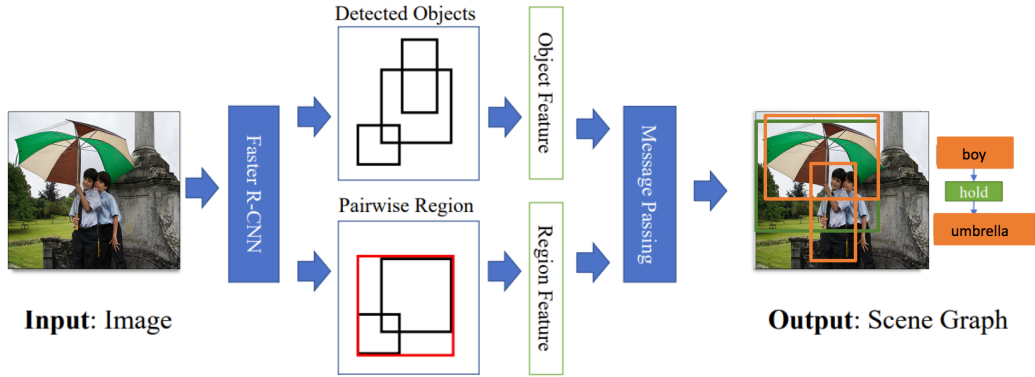 Detected Objects
Faster R-CNN
Object Feature
Pairwise Region
Region Feature
Message Passing
boy
hold
umbrella
Input: Image
Output: Scene Graph